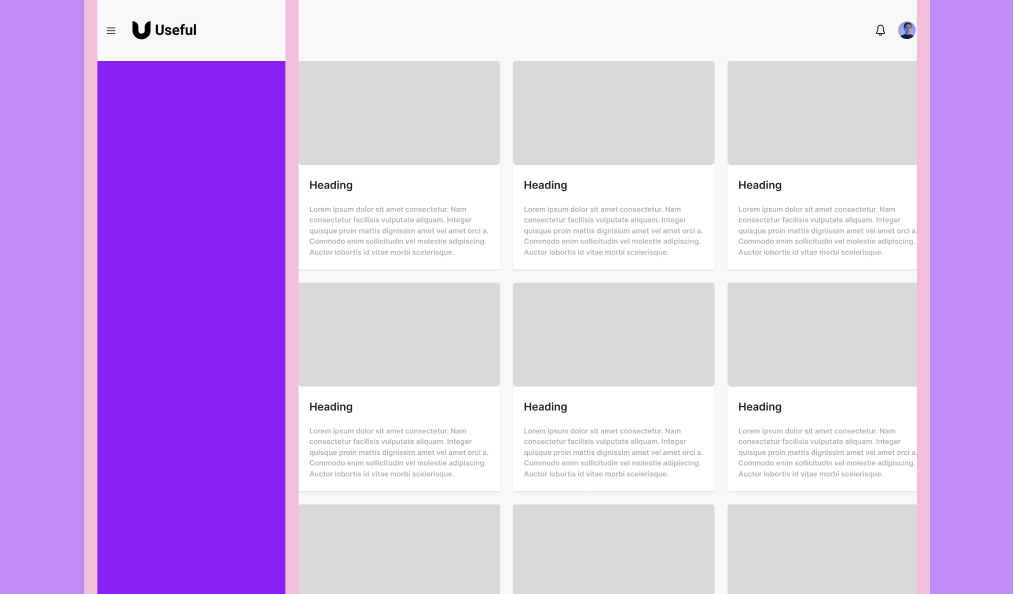 Useful
Heading
Lorem ipsum dolor sit amet consectetur. Nam
consectetur facilisis vulputate aliquam. Integer
quisque proin mattis dignissim amet vel amet orci a.
Commodo enim sollicitudin vel molestie adipiscing.
Auctor lobortis id vitae morbi scelerisque.
Heading
Lorem ipsum dolor sit amet consectetur. Nam
consectetur facilisis vulputate aliquam. Integer
quisque proin mattis dignissim amet vel amet orci a.
Commodo enim sollicitudin vel molestie adipiscing.
Auctor lobortis id vitae morbi scelerisque.
Heading
Lorem ipsum dolor sit amet consectetur. Nam
consectetur facilisis vulputate aliquam. Integer
quisque proin mattis dignissim amet vel amet orci a.
Commodo enim sollicitudin vel molestie adipiscing.
Auctor lobortis id vitae morbi scelerisque.
Heading
Lorem ipsum dolor sit amet consectetur. Nam
consectetur facilisis vulputate aliquam. Integer
quisque proin mattis dignissim amet vel amet orci a.
Commodo enim sollicitudin vel molestie adipiscing.
Auctor lobortis id vitae morbi scelerisque.
Heading
Lorem ipsum dolor sit amet consectetur. Nam
consectetur facilisis vulputate aliquam. Integer
quisque proin mattis dignissim amet vel amet orci a.
Commodo enim sollicitudin vel molestie adipiscing.
Auctor lobortis id vitae morbi scelerisque.
Heading
Lorem ipsum dolor sit amet consectetur. Nam
consectetur facilisis vulputate aliquam. Integer
quisque proin mattis dignissim amet vel amet orci a.
Commodo enim sollicitudin vel molestie adipiscing.
Auctor lobortis id vitae morbi scelerisque.